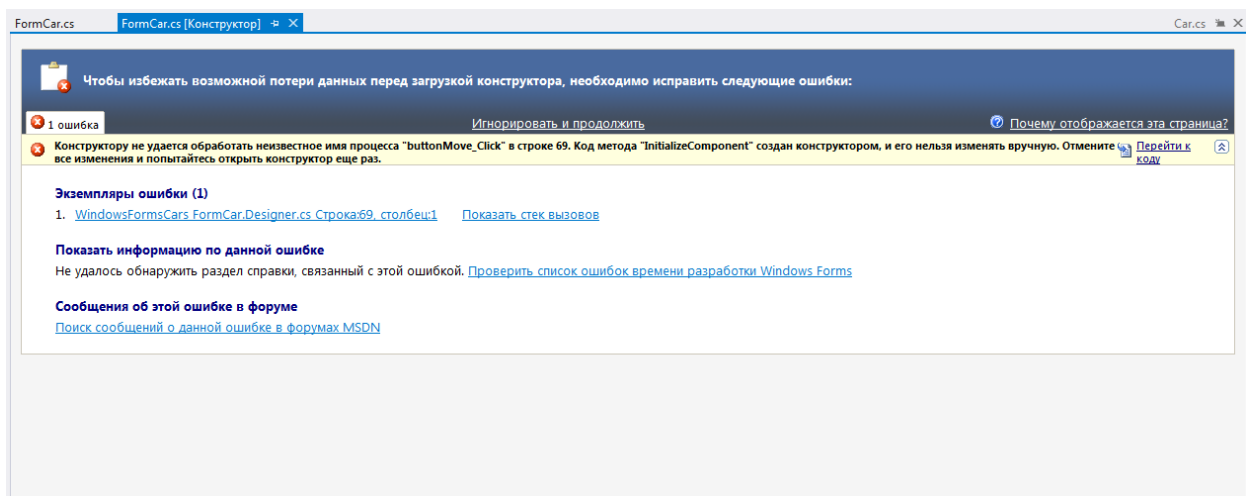 FormCar.cs FormCar.cs [Конструктор] Car.cs
Чтобы избежать возможной потери данных перед загрузкой конструктора, необходимо исправить следующие ошибки:
1 ошибка Игнорировать и продолжить Почему отображается эта страница?
Конструктору не удается обработать неизвестное имя процесса "buttonMove_Click" в строке 69. Код метода "InitializeComponent" создан конструктором, и его нельзя изменять вручную. Отмените Перейти к
все изменения и попытайтесь открыть конструктор еще раз. коду
Экземпляры ошибки (1)
1. WindowsFormsCars FormCar.Designer.cs Строка:69, столбец:1 Показать стек вызовов
Показать информацию по данной ошибке
Не удалось обнаружить раздел справки, связанный с этой ошибкой. Проверить список ошибок времени разработки Windows Forms
Сообщения об этой ошибке в форуме
Поиск сообщений о данной ошибке в форумах MSDN